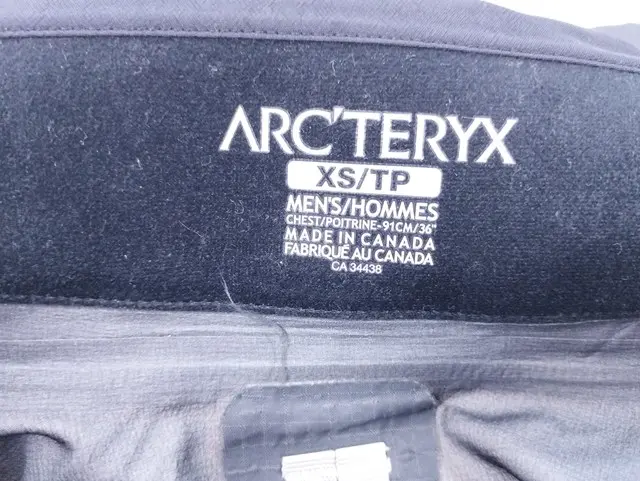 ARC'TERYX
XS/TP
MEN'S/HOMMES
CHEST/POITRINE-91CM/36"
MADE IN CANADA
FABRIQUÉ AU CANADA
CA 34438